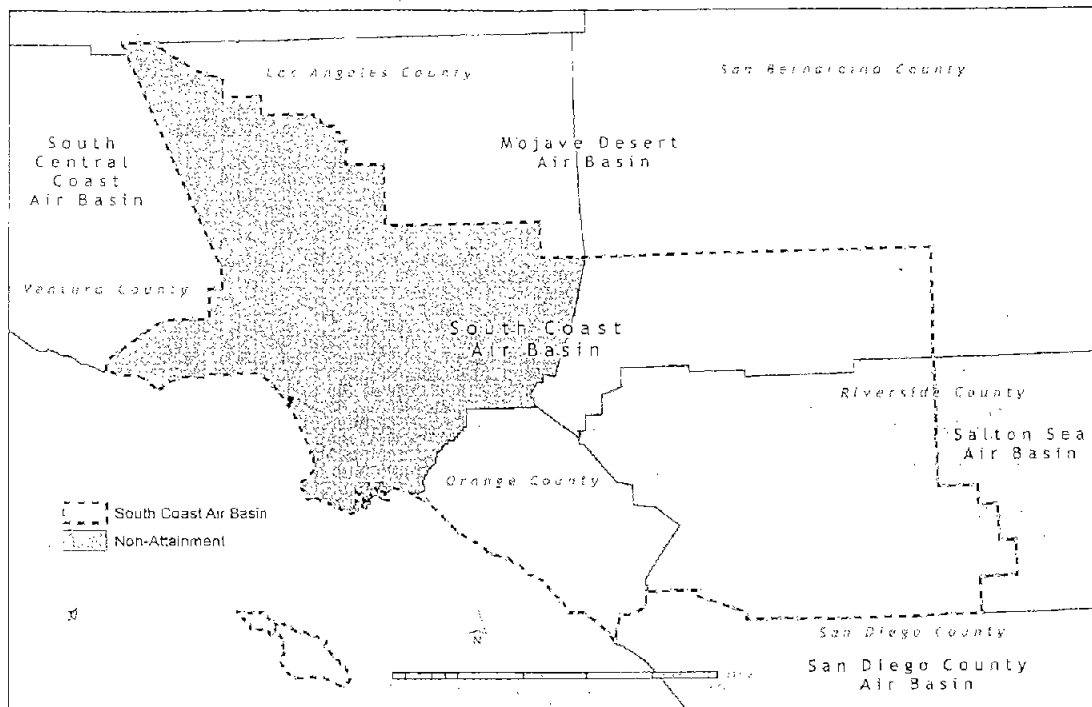 Los Angeles County
San Bernardino County
South
Central
Coast
Air Basin
Mojave Desert
Air Basin
Ventura County
South Coast
Air Basin
Riverside County
Salton Sea
Air Basin
Orange County
South Coast Air Basin
Non-Attainment
N
San Diego County
San Diego County
Air Basin